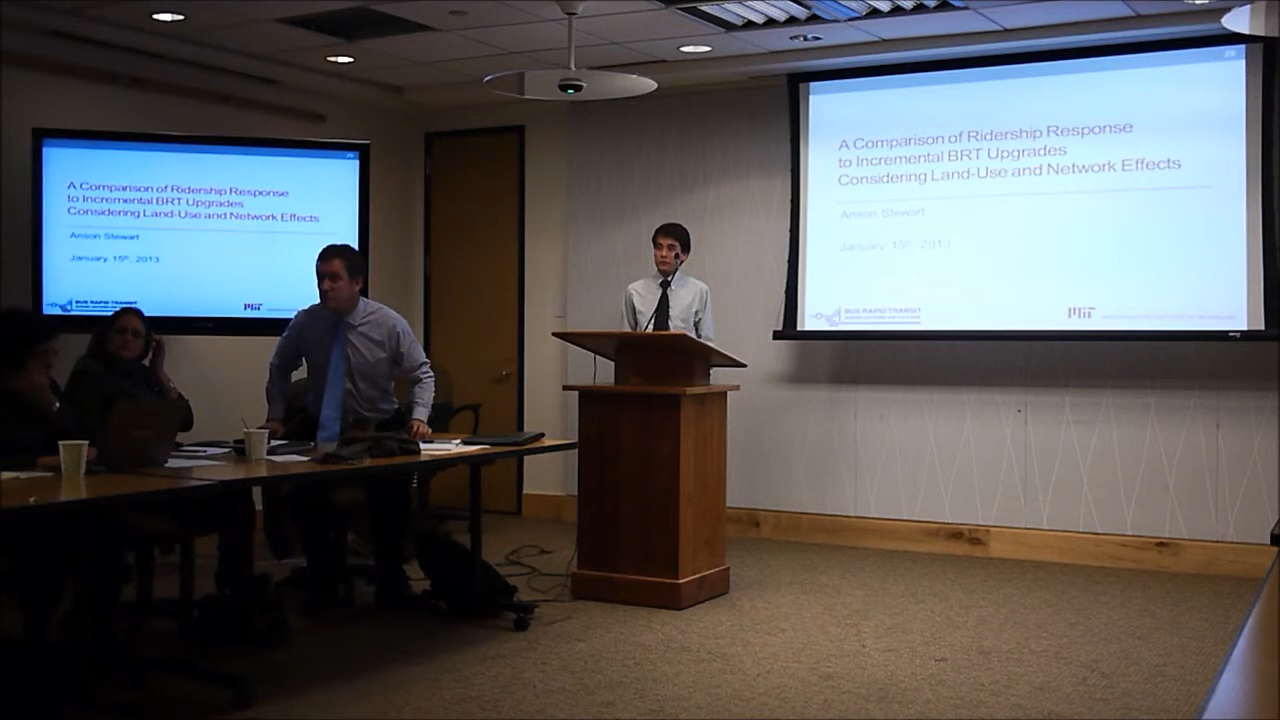 A Comparison of Ridership Response
to Incremental BRT Upgrades
Considering Land-Use and Network Effects
Anson Stewart
January 15th, 2013
BUS RAPID TRANSIT
MIT
A Comparison of Ridership Response
to Incremental BRT Upgrades
Considering Land-Use and Network Effects
Anson Stewart
January 15th, 2013
BUS RAPID TRANSIT
MIT